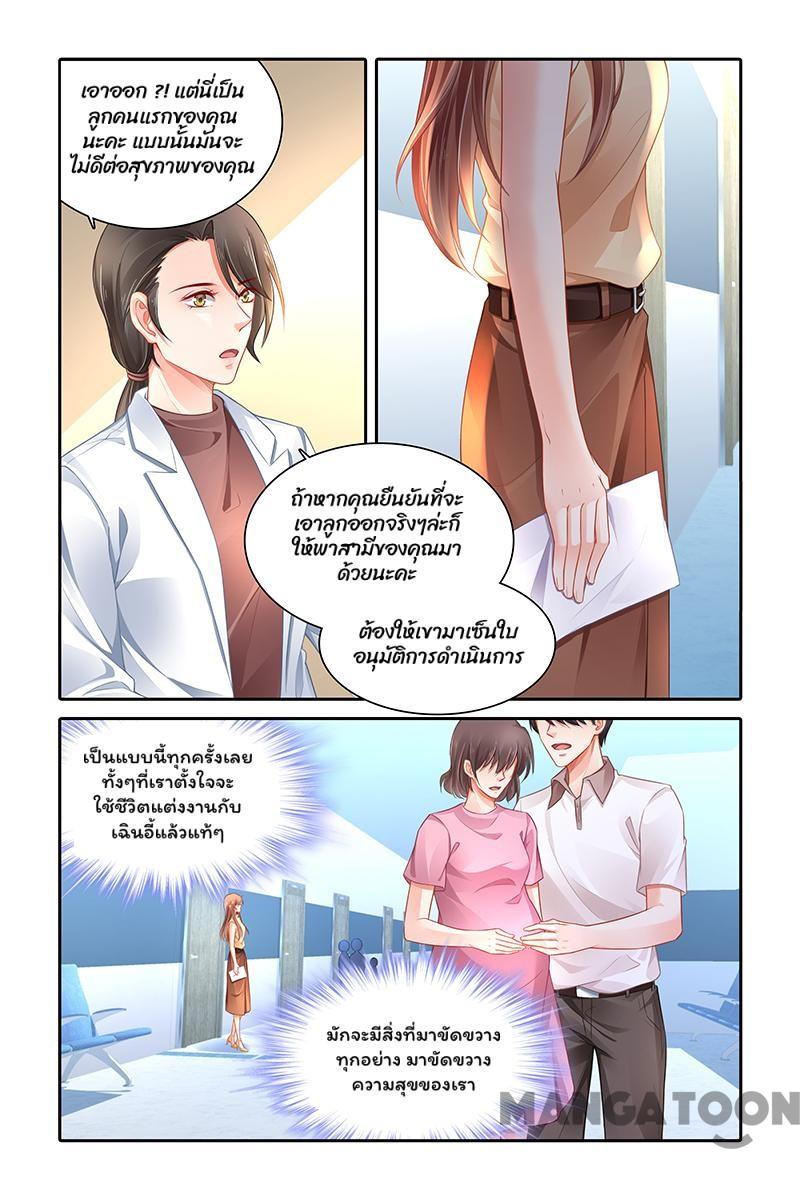 เอาออก ?! แต่นี่เป็น
ลูกคนแรกของคุณ
นะคะ แบบนั้นมันจะ
ไม่ดีต่อสุขภาพของคุณ
ถ้าหากคุณยืนยันที่จะ
เอาลูกออกจริงๆล่ะก็
ให้พาสามีของคุณมา
ด้วยนะคะ
ต้องให้เขามาเซ็นใบ
อนุมัติการดำเนินการ
เป็นแบบนี้ทุกครั้งเลย
ทั้งๆที่เราตั้งใจจะ
ใช้ชีวิตแต่งงานกับ
เฉินอี้แล้วแท้ๆ
มักจะมีสิ่งที่มาขัดขวาง
ทุกอย่าง มาขัดขวาง
ความสุขของเรา
MANGATOON